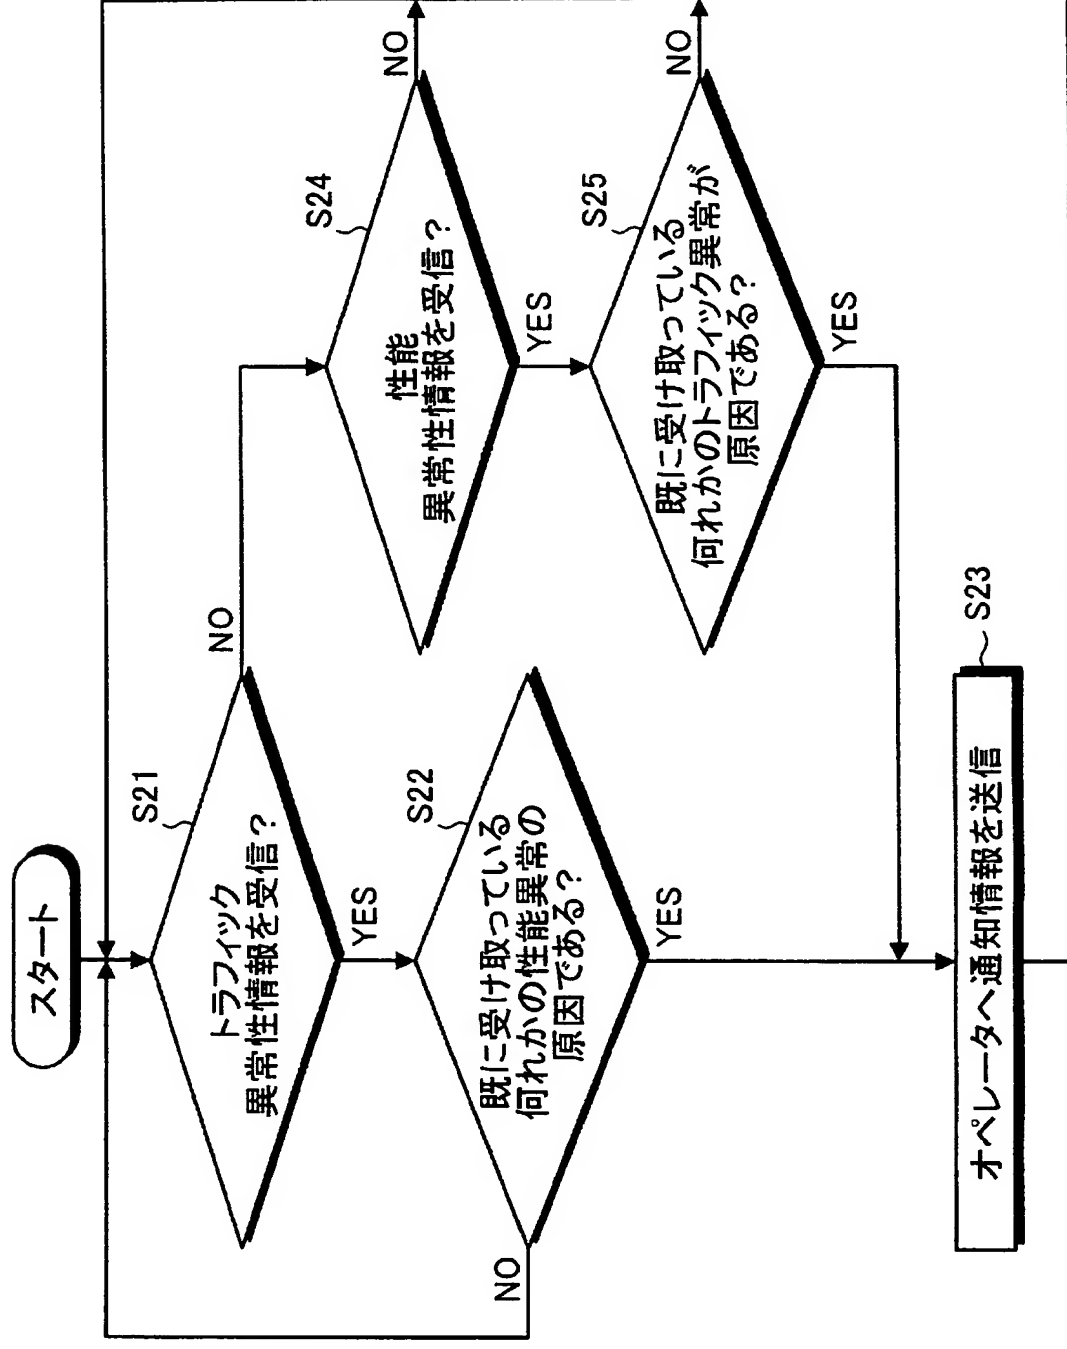 スタート
S21
トラフィック
異常性情報を受信?
NO
YES
S22
既に受け取っている
何れかの性能異常の
原因である?
NO
YES
S24
性能
異常性情報を受信?
NO
YES
S25
既に受け取っている
何れかのトラフィック異常が
原因である?
NO
YES
S23
オペレータへ通知情報を送信